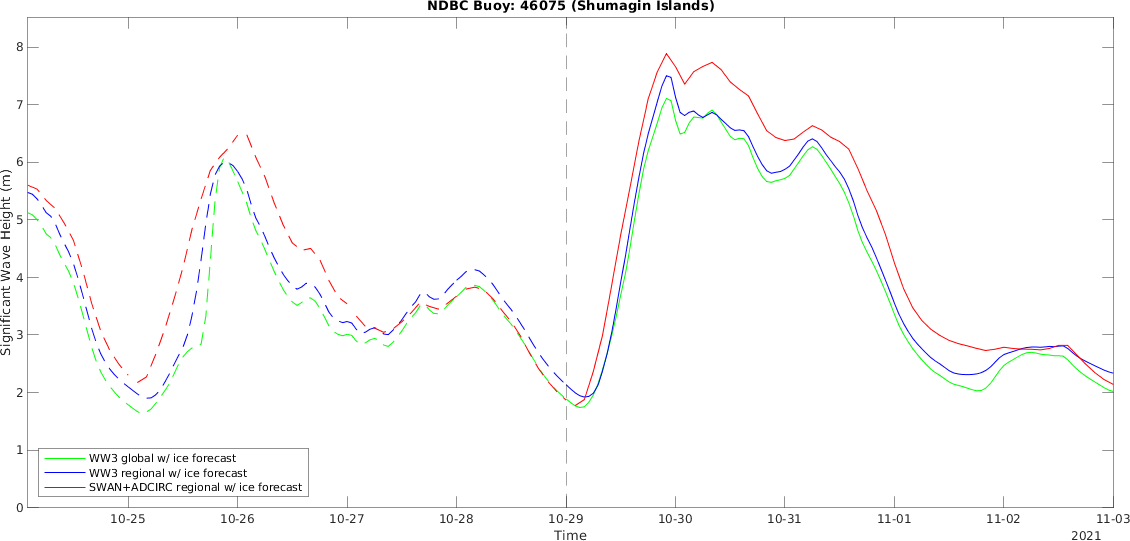 NDBC Buoy: 46075 (Shumagin Islands)
Significant Wave Height (m)
8
7
6
5
4
3
2
1
0
WW3 global w/ ice forecast
WW3 regional w/ ice forecast
SWAN+ADCIRC regional w/ ice forecast
10-25 10-26 10-27 10-28 10-29 10-30 10-31 11-01 11-02 11-03
Time
2021